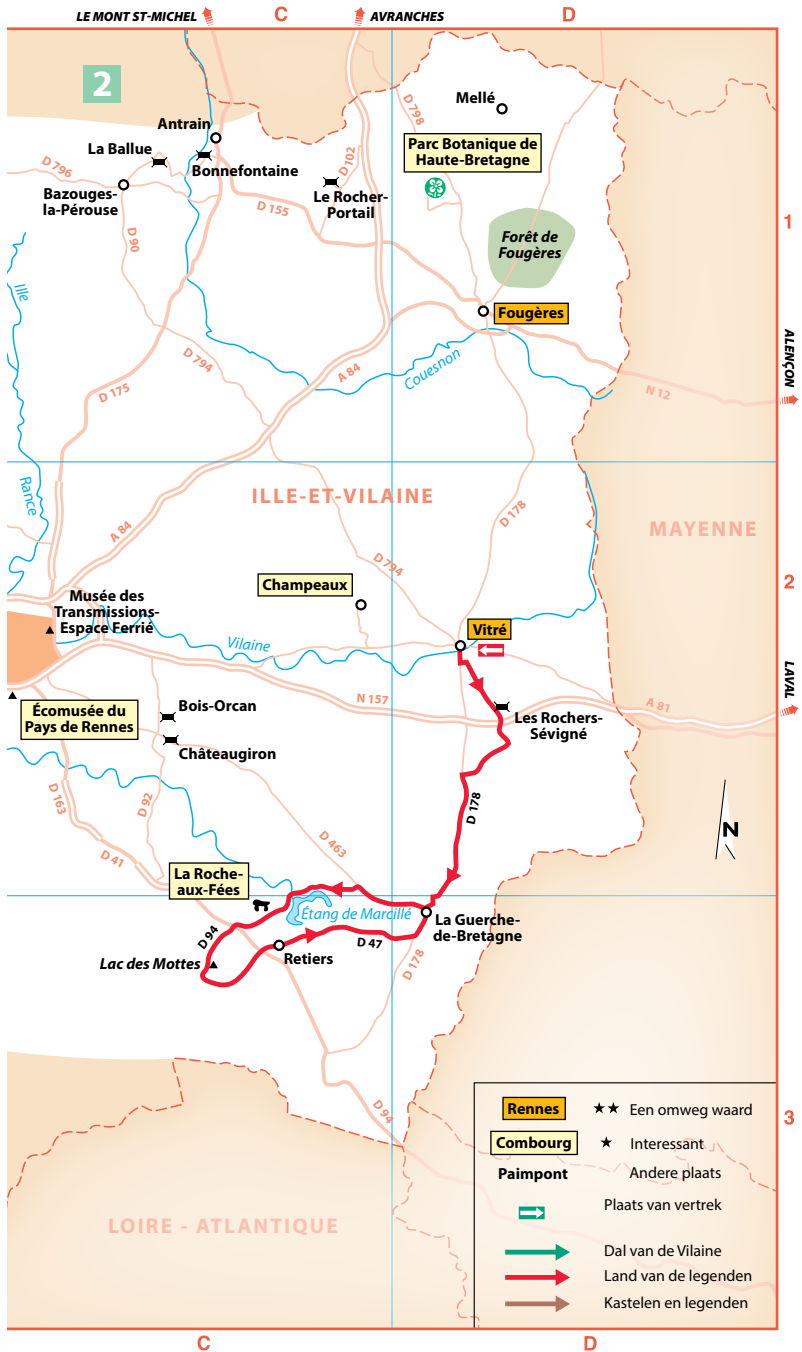 LE MONT ST-MICHEL
C
AVRANCHES
D
2
Mellé
D 798
Antrain
Parc Botanique de
Haute-Bretagne
La Ballue
D 102
D 796
Bonnefontaine
Bazouges-
la-Pérouse
Le Rocher-
Portail
D 155
1
D 90
Forêt de
Fougères
Ille
Fougères
ALENÇON
D 794
A 84
Couesnon
D 175
N 12
Rance
ILLE-ET-VILAINE
D 178
MAYENNE
A 84
D 794
2
Champeaux
Musée des
Transmissions-
Espace Ferrié
Vitré
Vilaine
LAVAL
N 157
A 81
Écomusée du
Pays de Rennes
Bois-Orcan
Les Rochers-
Sévigné
Châteaugiron
D 163
D 92
D 178
N
D 41
D 463
La Roche-
aux-Fées
Étang de Marcillé
La Guerche-
de-Bretagne
D 94
D 47
Lac des Mottes
Retiers
D 178
D 94
3
Rennes
★★ Een omweg waard
Combourg
★ Interessant
Paimpont
Andere plaats
Plaats van vertrek
LOIRE - ATLANTIQUE
Dal van de Vilaine
Land van de legenden
Kastelen en legenden
C
D